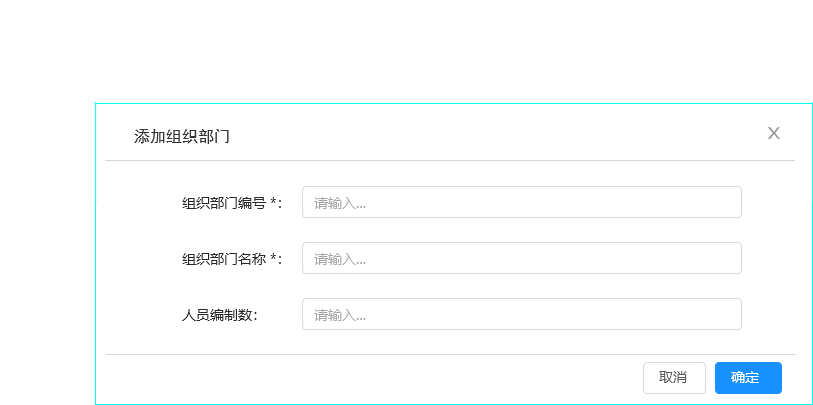 添加组织部门
X
组织部门编号 *: 请输入...
组织部门名称 *: 请输入...
人员编制数: 请输入...
取消 确定